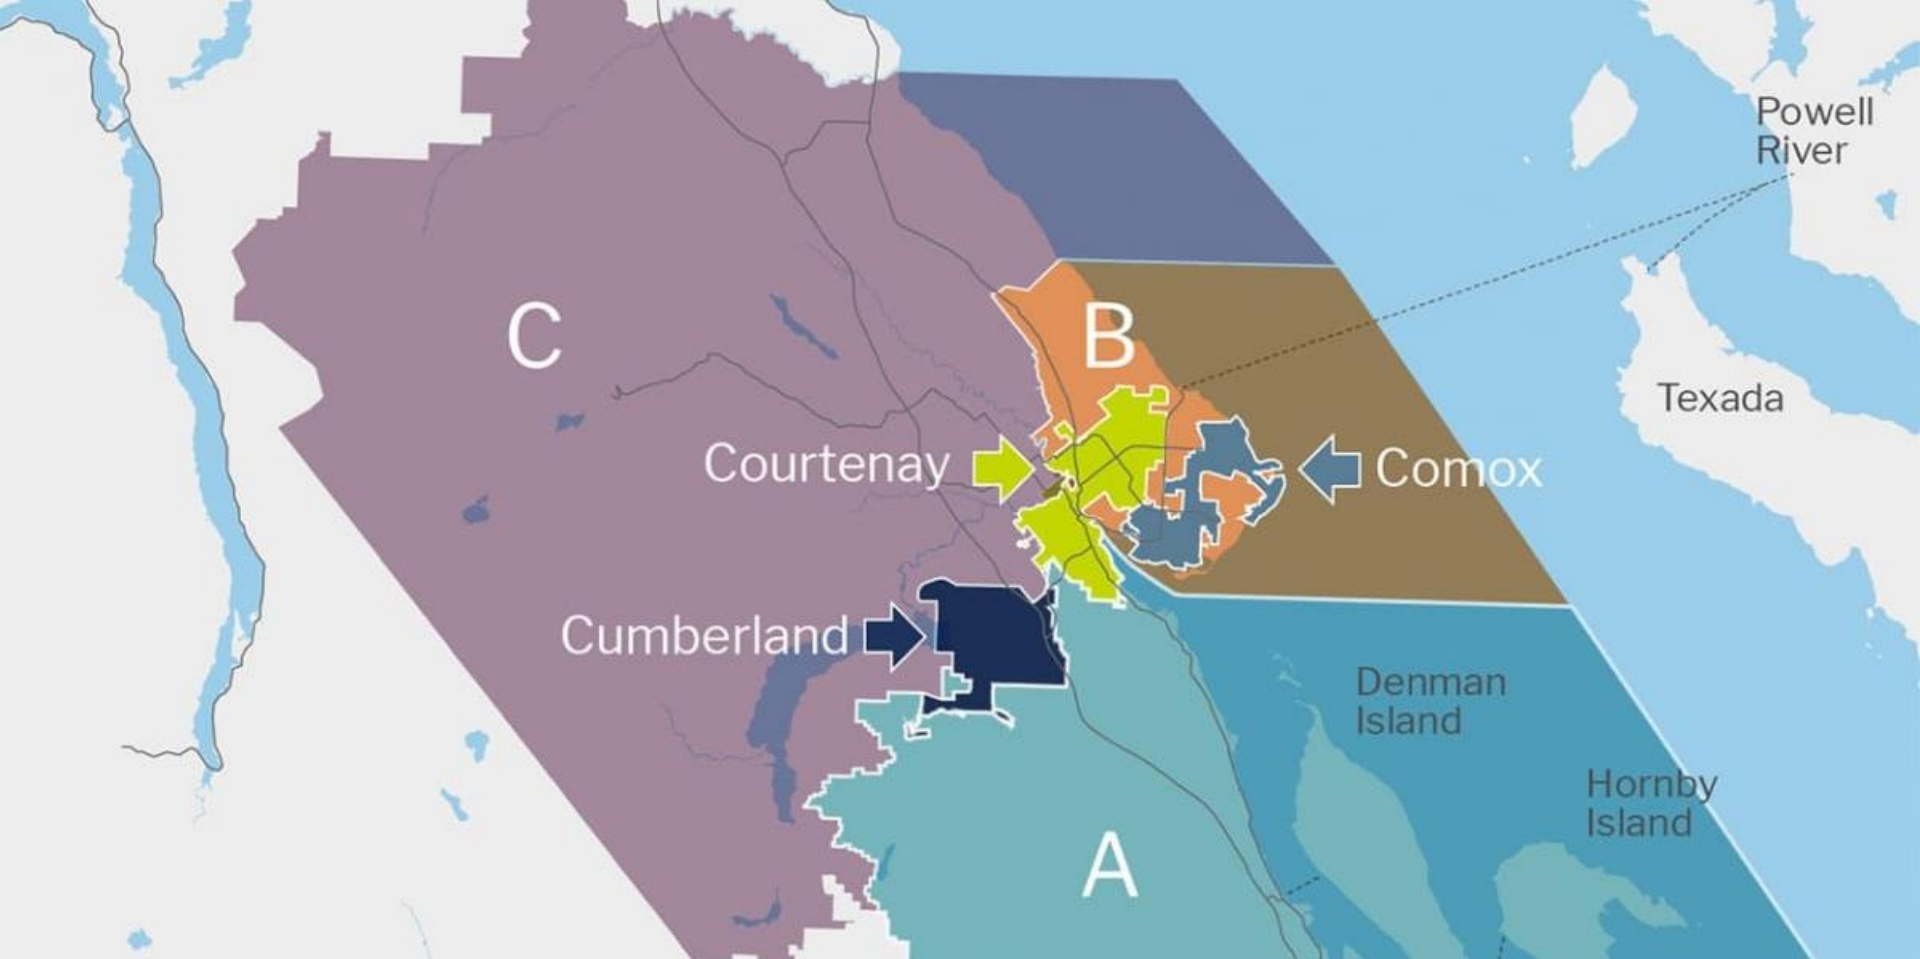 Powell
River
C
B
Texada
Courtenay
Comox
Cumberland
Denman
Island
Hornby
Island
A